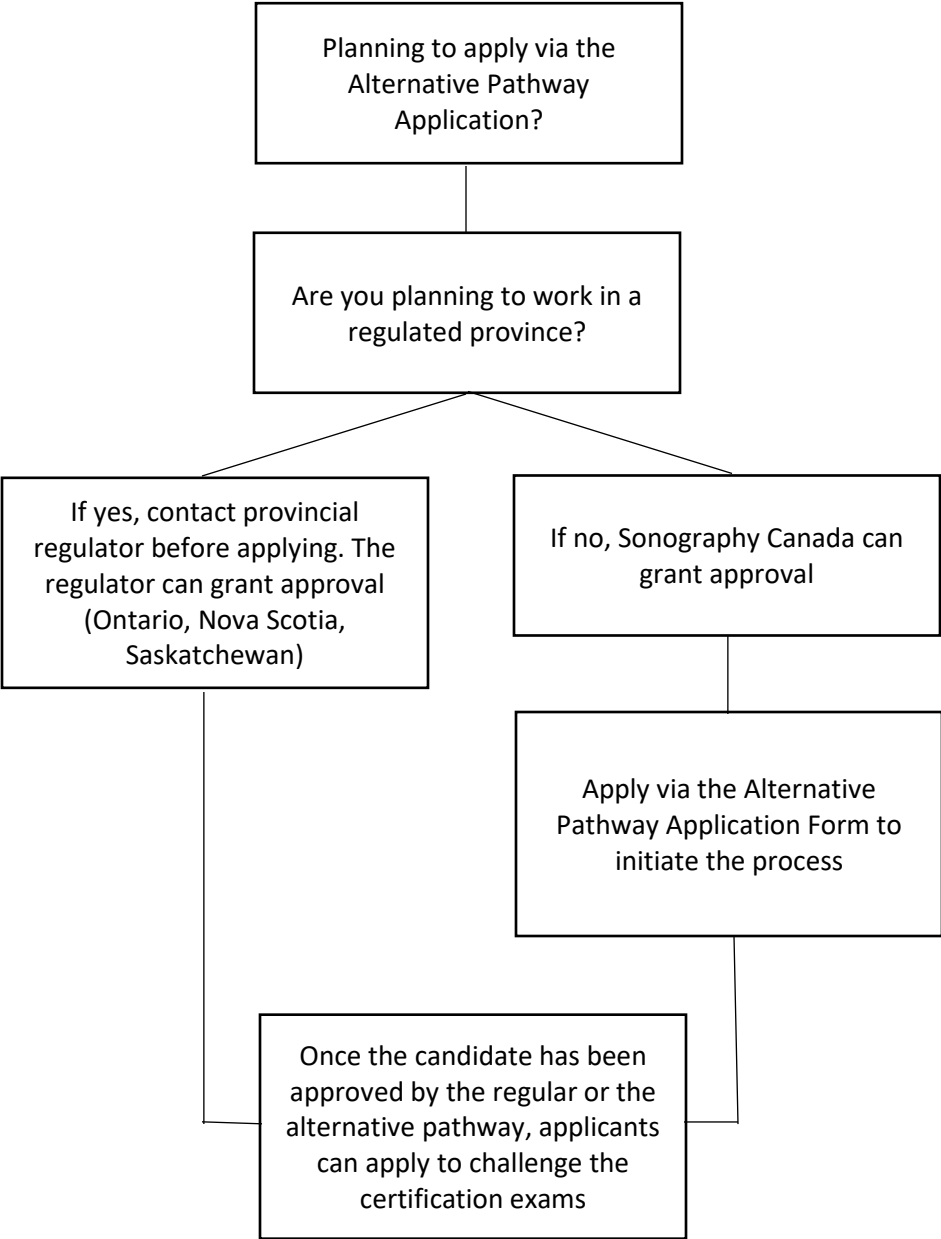 Planning to apply via the
Alternative Pathway
Application?
Are you planning to work in a
regulated province?
If yes, contact provincial
regulator before applying. The
regulator can grant approval
(Ontario, Nova Scotia,
Saskatchewan)
If no, Sonography Canada can
grant approval
Apply via the Alternative
Pathway Application Form to
initiate the process
Once the candidate has been
approved by the regular or the
alternative pathway, applicants
can apply to challenge the
certification exams